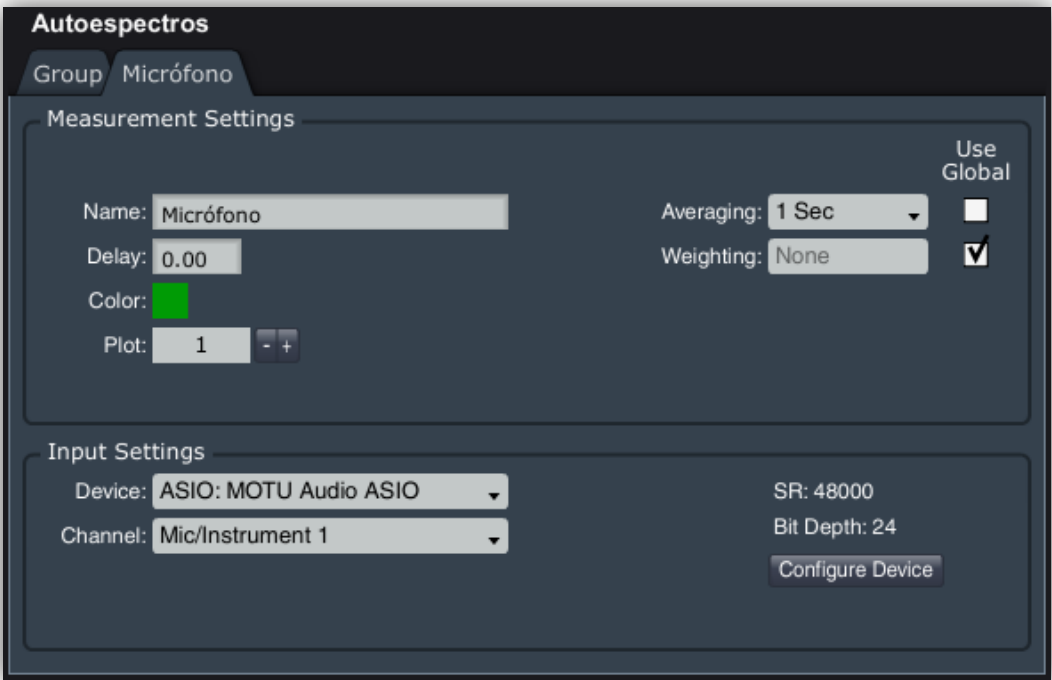 Autoespectros
Group Micrófono
Measurement Settings
Use
Global
Name: Micrófono
Averaging: 1 Sec
Delay: 0.00
Weighting: None
Color:
Plot: 1 - +
Input Settings
Device: ASIO: MOTU Audio ASIO
SR: 48000
Channel: Mic/Instrument 1
Bit Depth: 24
Configure Device